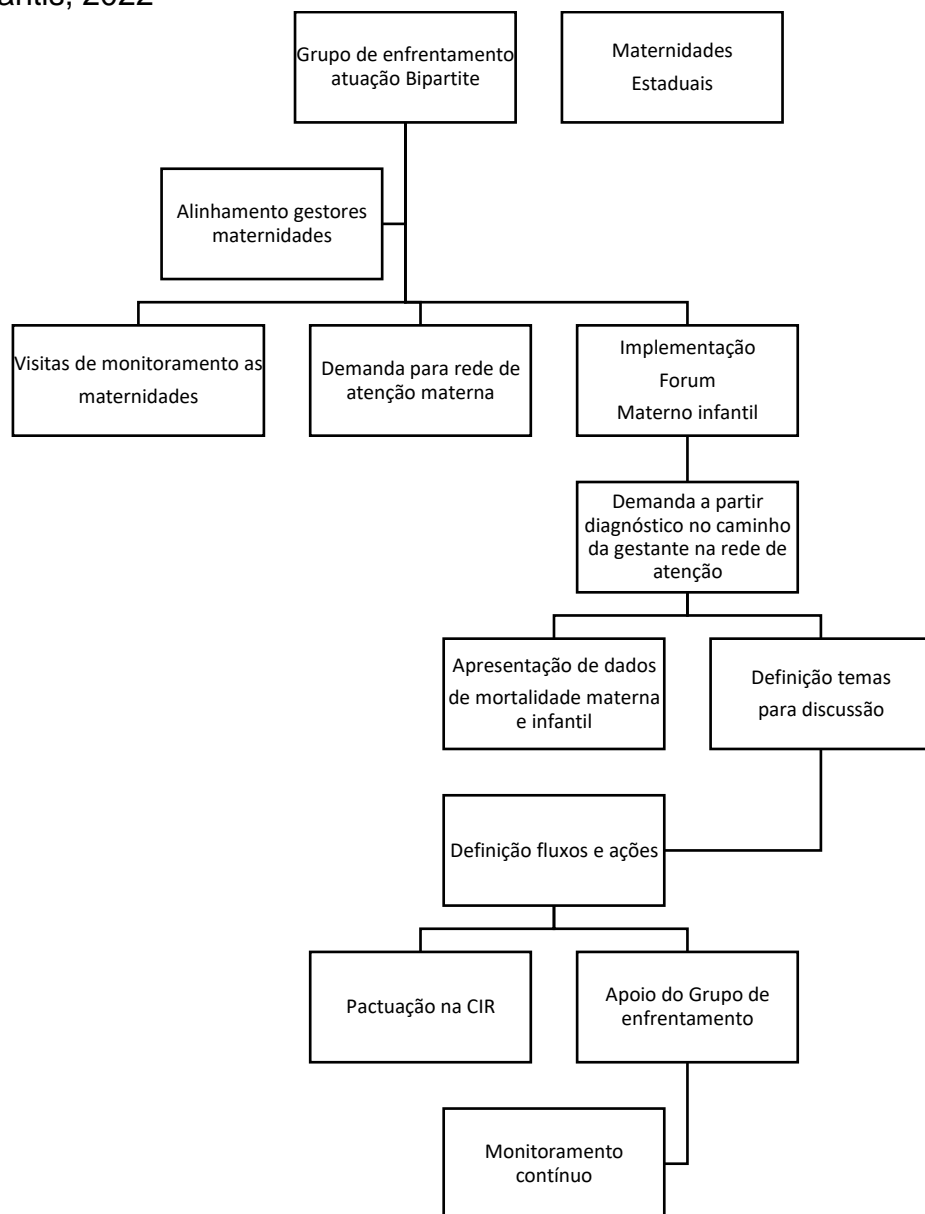 Grupo de enfrentamento
atuação Bipartite
Maternidades
Estaduais
Alinhamento gestores
maternidades
Visitas de monitoramento as
maternidades
Demanda para rede de
atenção materna
Implementação
Forum
Materno infantil
Demanda a partir
diagnóstico no caminho
da gestante na rede de
atenção
Apresentação de dados
de mortalidade materna
e infantil
Definição temas
para discussão
Definição fluxos e ações
Pactuação na CIR
Apoio do Grupo de
enfrentamento
Monitoramento
contínuo